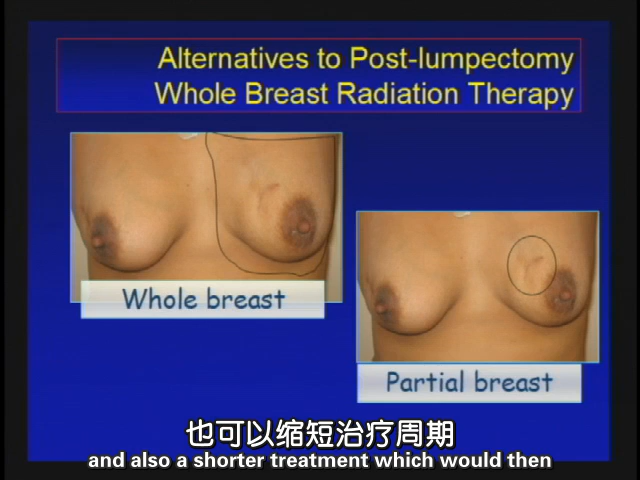 Alternatives to Post-lumpectomy
Whole Breast Radiation Therapy
Whole breast
Partial breast
也可以缩短治疗周期
and also a shorter treatment which would then